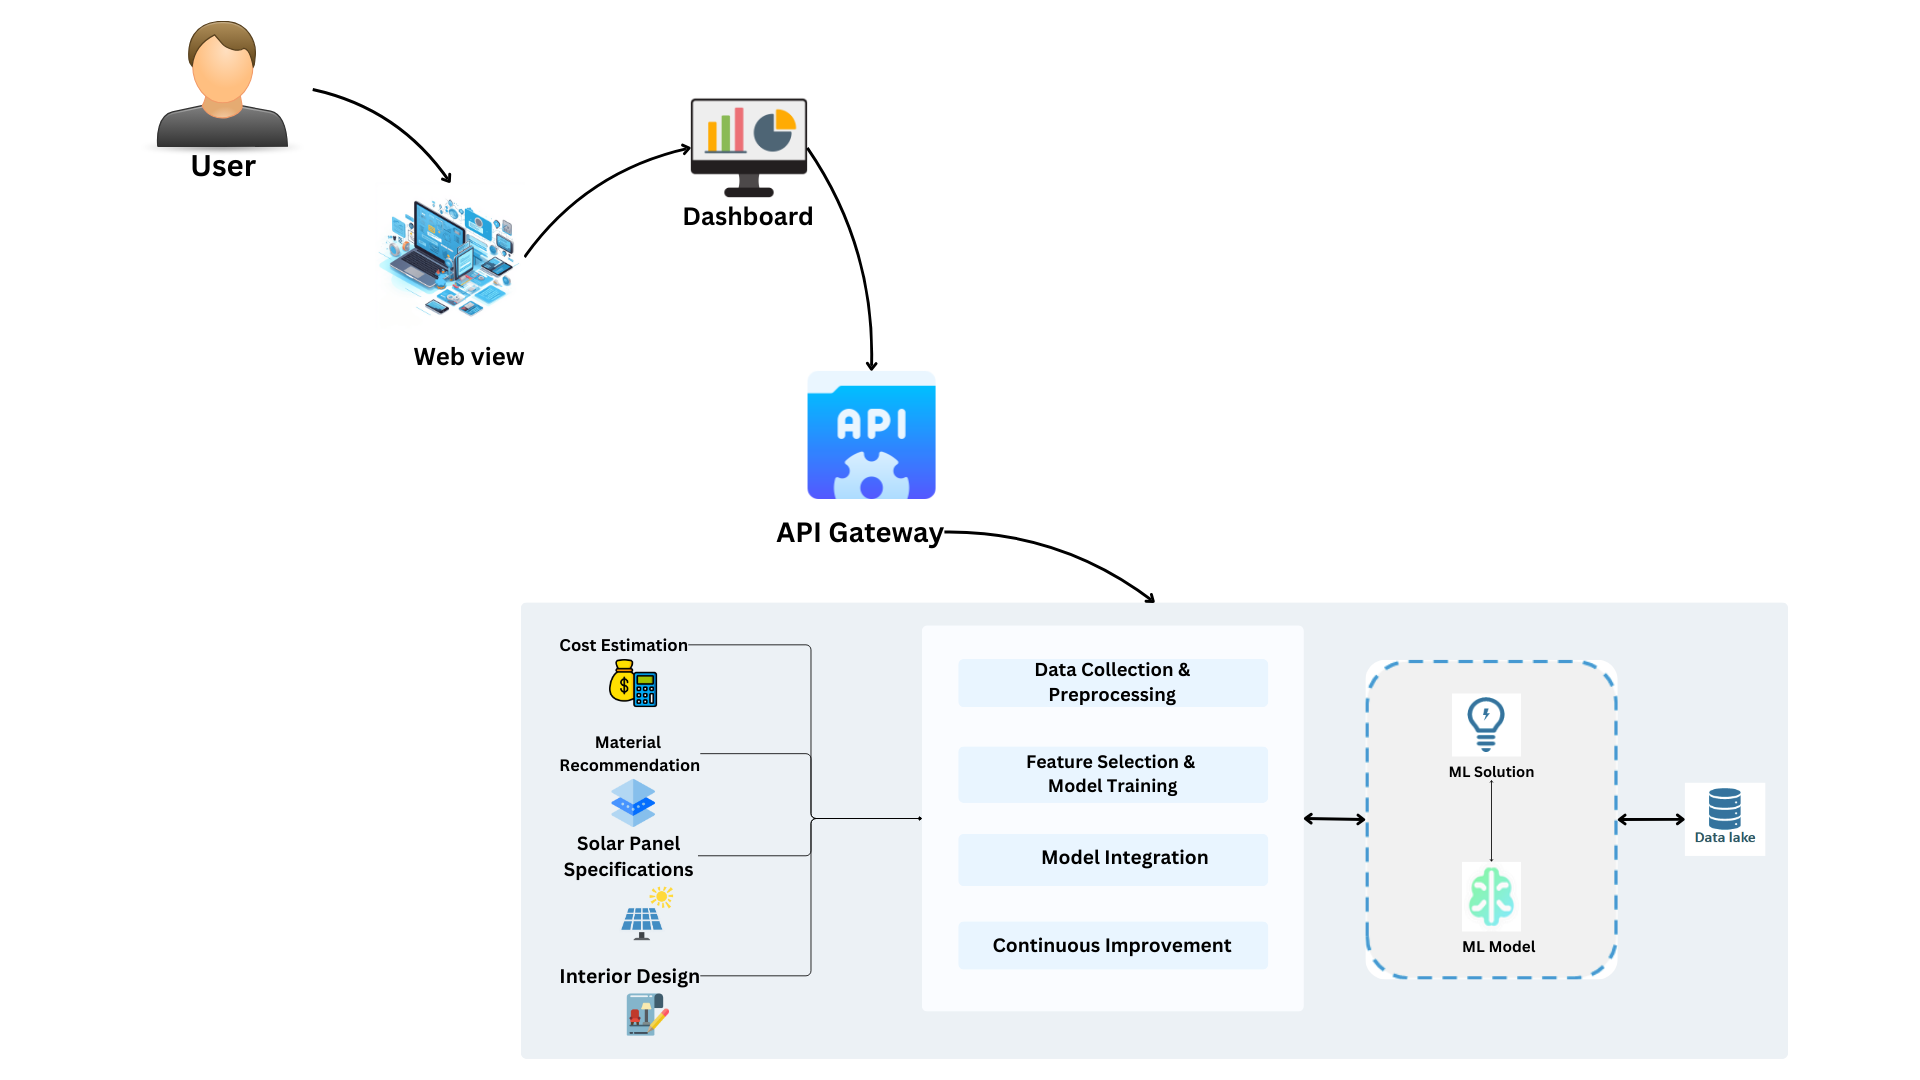 User
Web view
Dashboard
API
API Gateway
Cost Estimation
Material
Recommendation
Solar Panel
Specifications
Interior Design
Data Collection &
Preprocessing
Feature Selection &
Model Training
Model Integration
Continuous Improvement
ML Solution
ML Model
Data lake